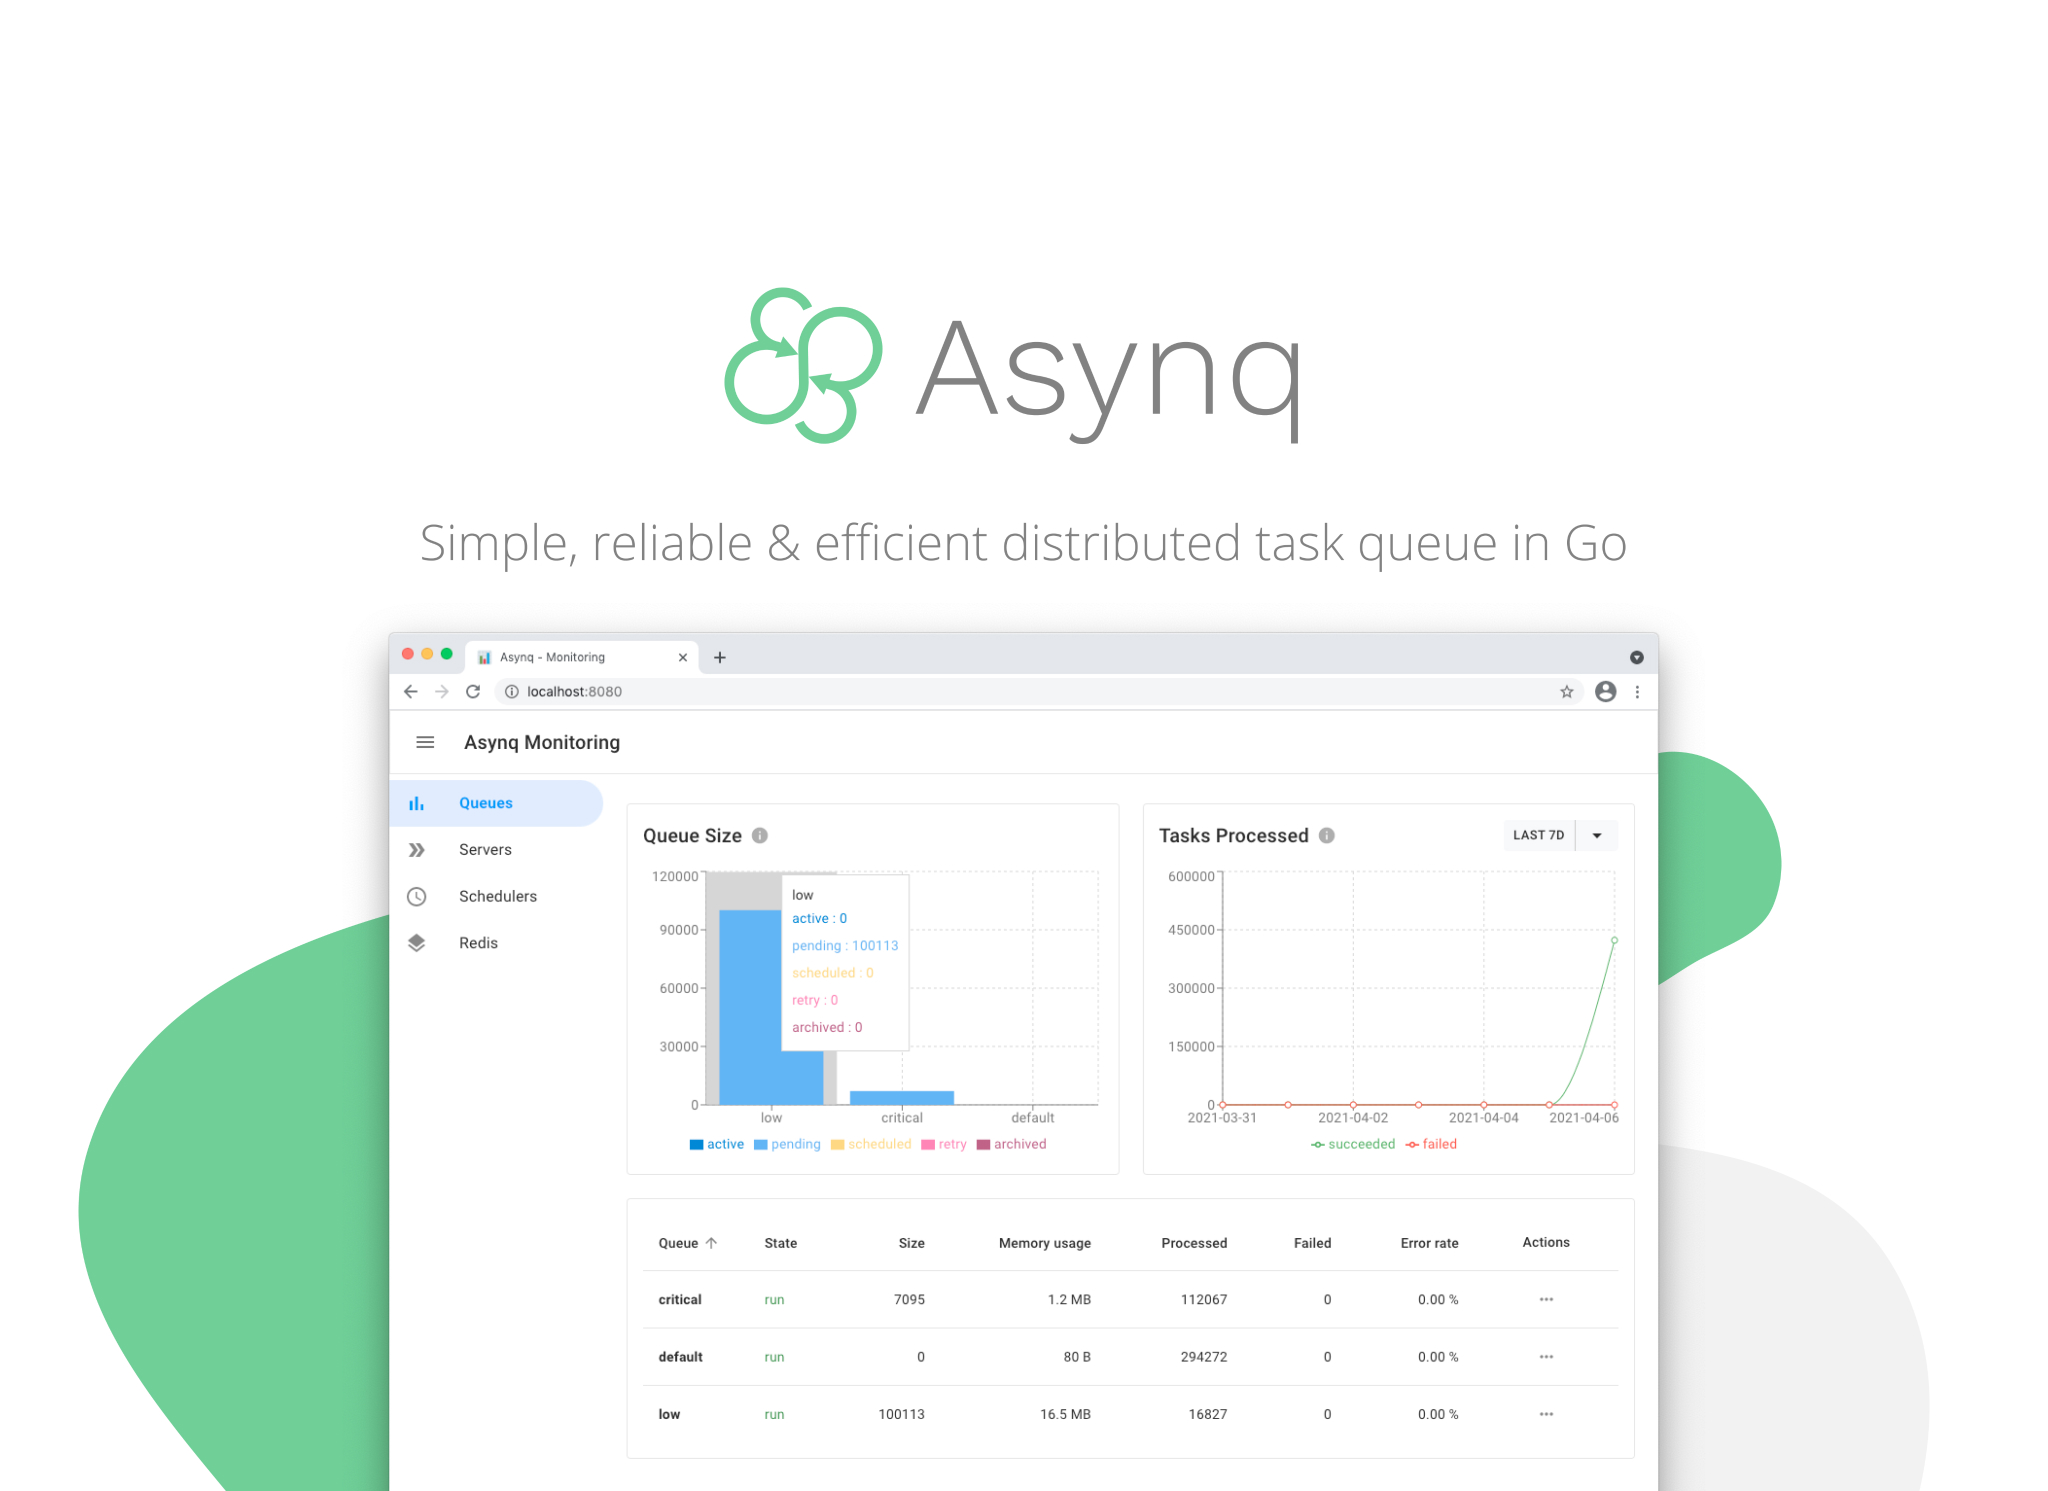 Asynq
Simple, reliable & efficient distributed task queue in Go
Asynq - Monitoring
localhost:8080
Asynq Monitoring
Queues
Servers
Schedulers
Redis
Queue Size
120000
90000
60000
30000
0
low
active : 0
pending : 100113
scheduled : 0
retry : 0
archived : 0
low critical default
active pending scheduled retry archived
Tasks Processed
LAST 7D
600000
450000
300000
150000
0
2021-03-31 2021-04-02 2021-04-04 2021-04-06
succeeded failed
Queue State Size Memory usage Processed Failed Error rate Actions
critical run 7095 1.2 MB 112067 0 0.00 %
default run 0 80 B 294272 0 0.00 %
low run 100113 16.5 MB 16827 0 0.00 %